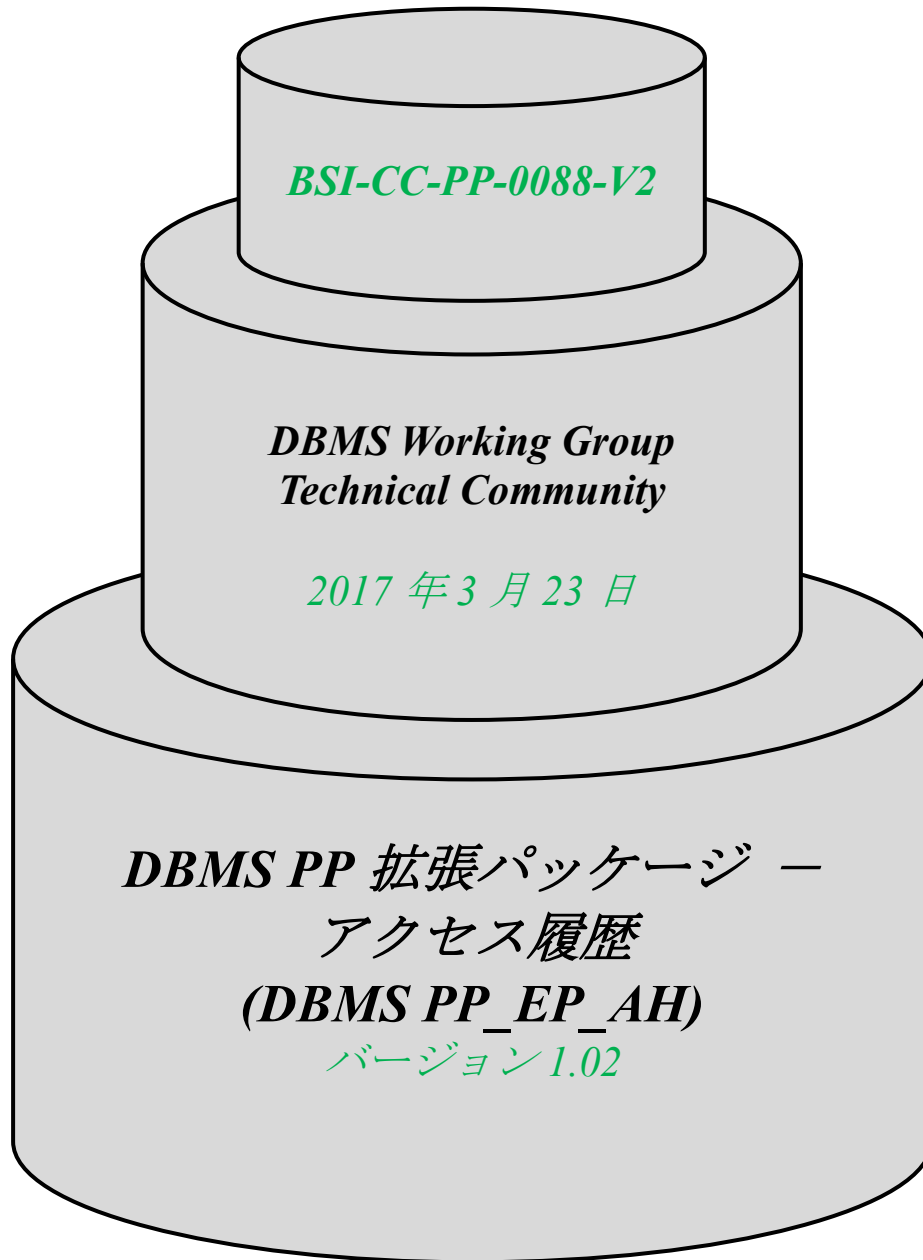 BSI-CC-PP-0088-V2
DBMS Working Group
Technical Community
2017 年 3 月 23 日
DBMS PP 拡張パッケージ －
アクセス履歴
(DBMS PP_EP_AH)
バージョン 1.02